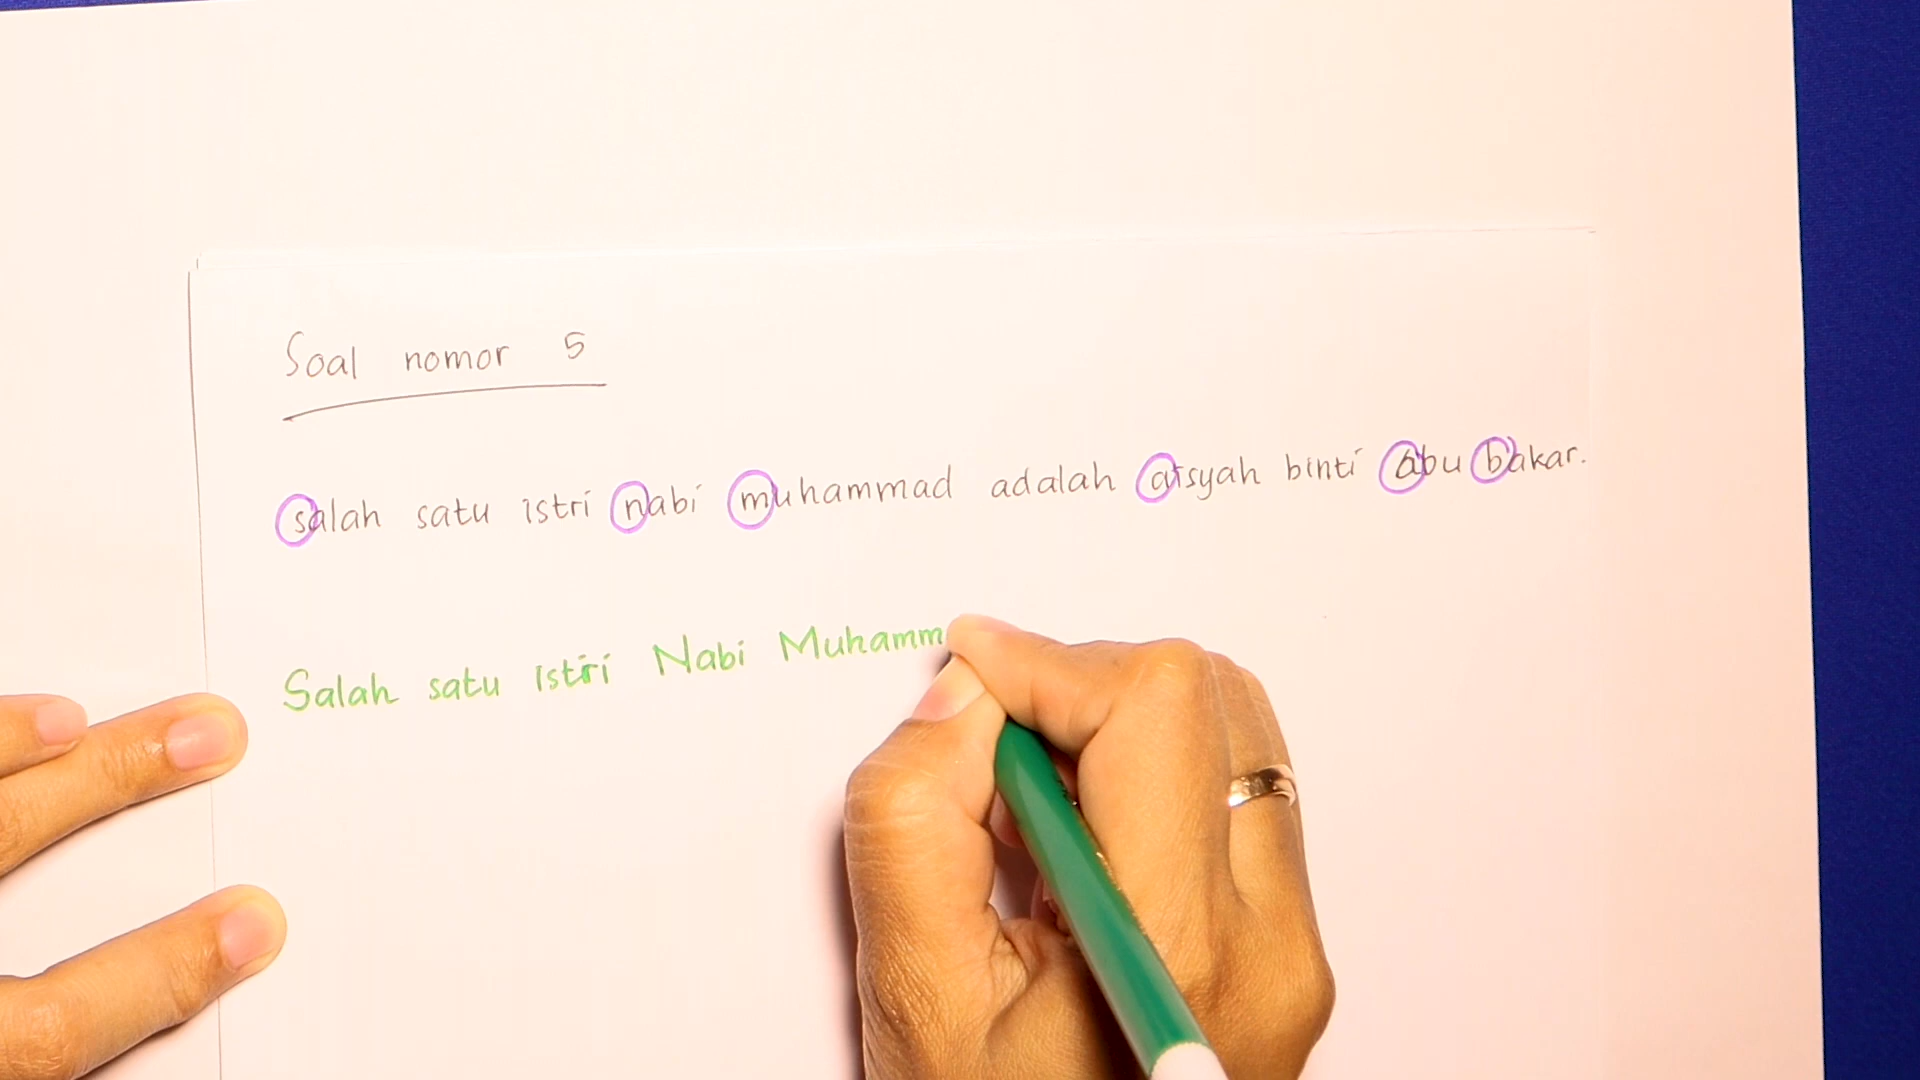 Soal nomor 5
salah satu istri nabi muhammad adalah aisyah binti abu bakar.
Salah satu istri Nabi Muhamm